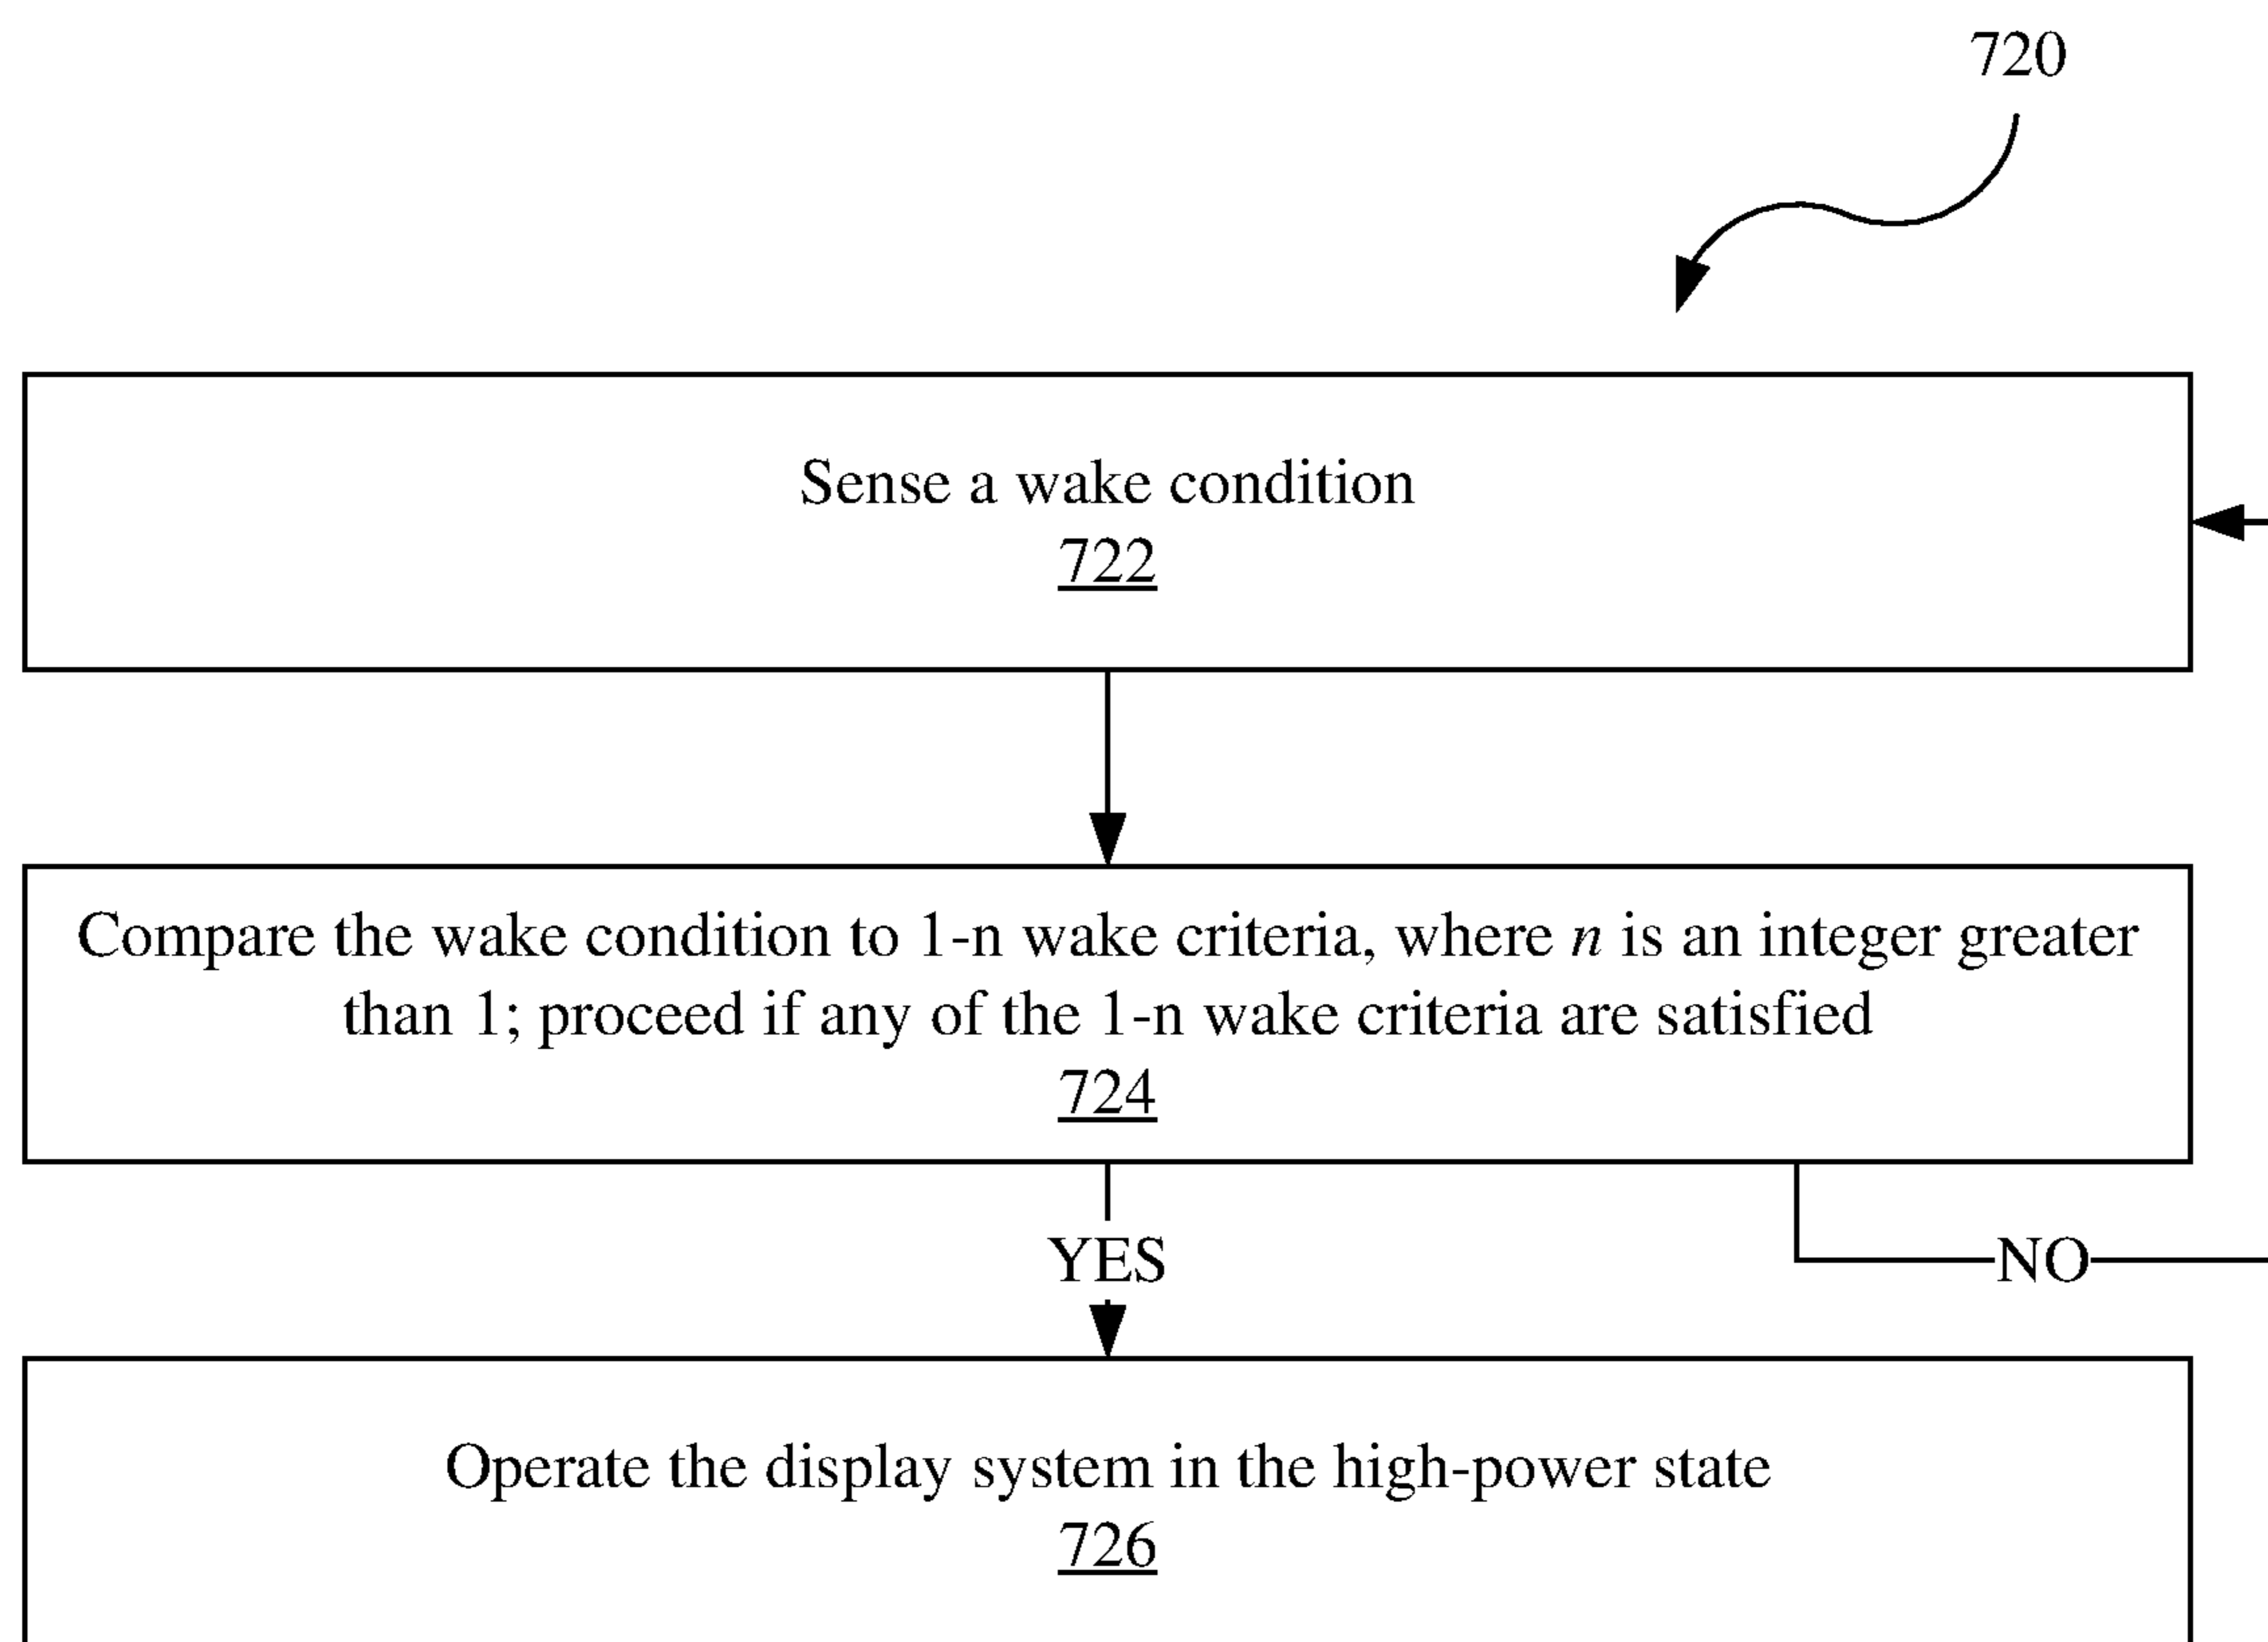 720
Sense a wake condition
722
Compare the wake condition to 1-n wake criteria, where n is an integer greater
than 1; proceed if any of the 1-n wake criteria are satisfied
724
YES
NO
Operate the display system in the high-power state
726